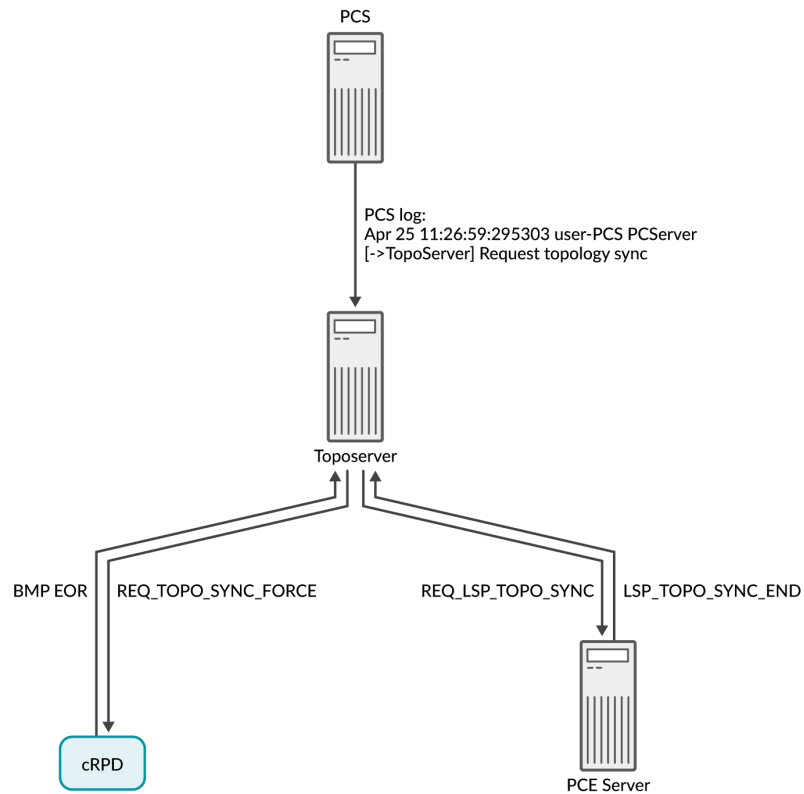 PCS
PCS log:
Apr 25 11:26:59:295303 user-PCS PCServer
[->TopoServer] Request topology sync
Toposerver
BMP EOR
REQ_TOPO_SYNC_FORCE
REQ_LSP_TOPO_SYNC
LSP_TOPO_SYNC_END
cRPD
PCE Server